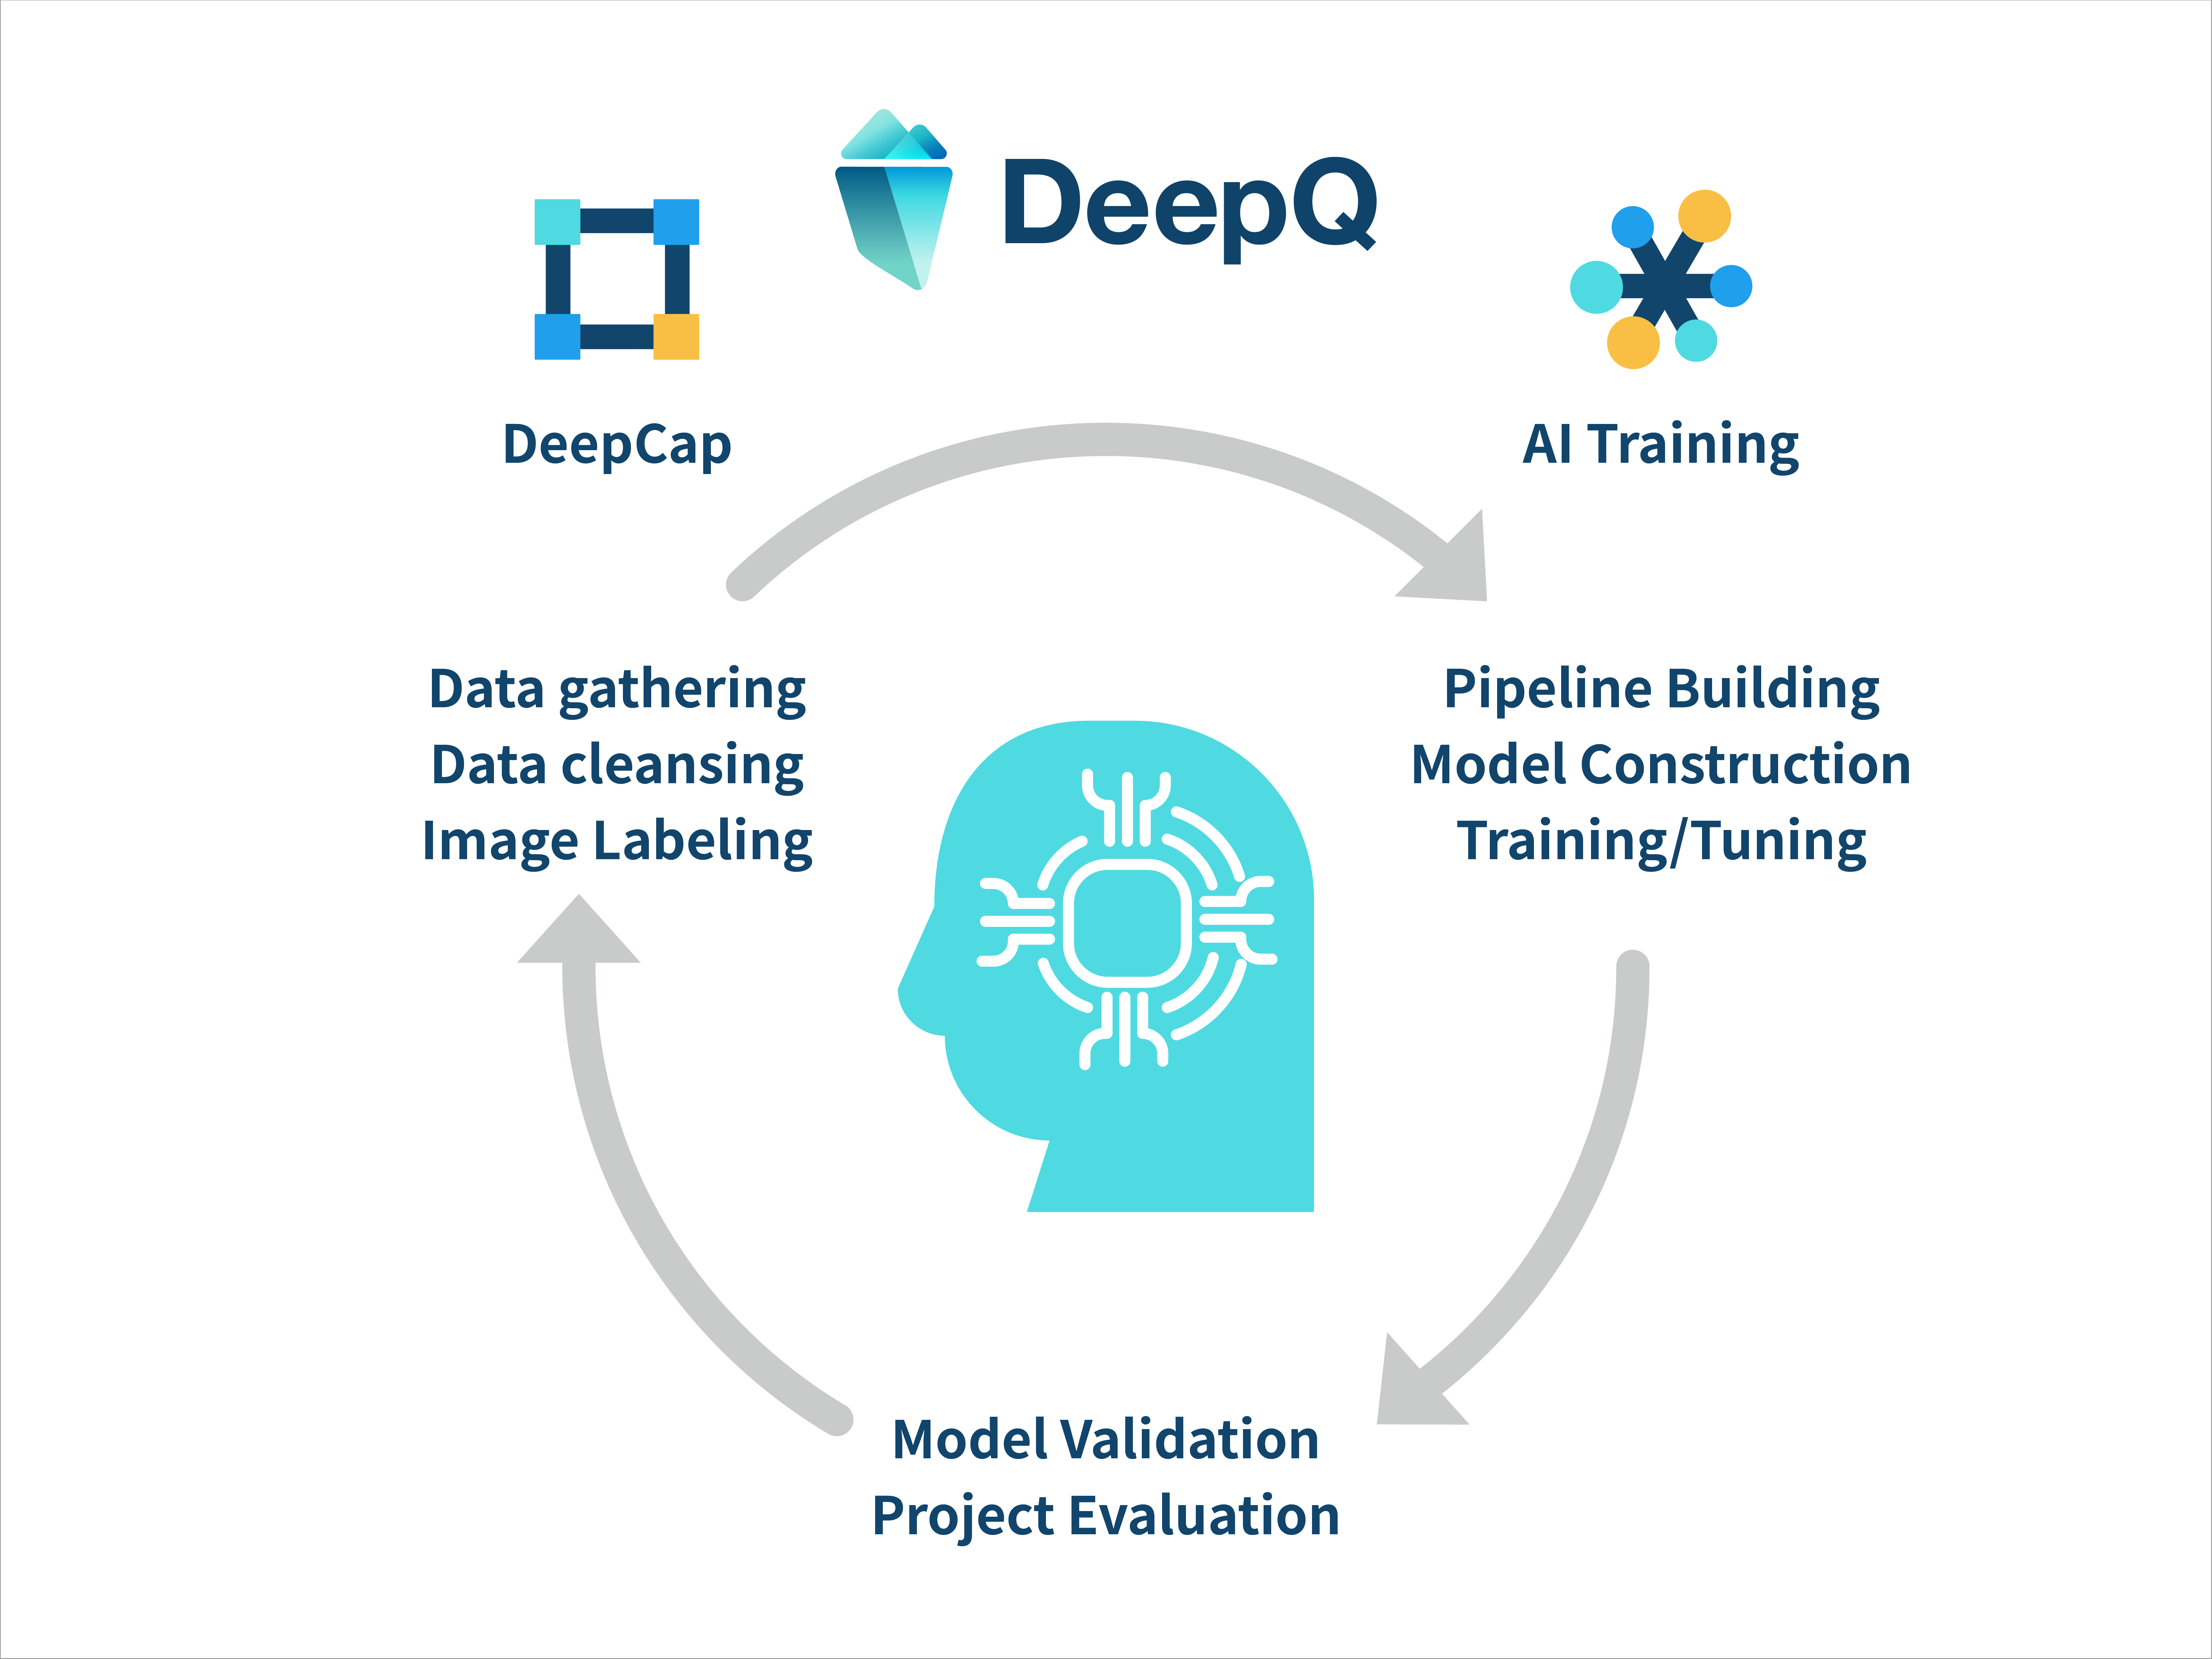 DeepQ
DeepCap
AI Training
Data gathering
Data cleansing
Image Labeling
Pipeline Building
Model Construction
Training/Tuning
Model Validation
Project Evaluation